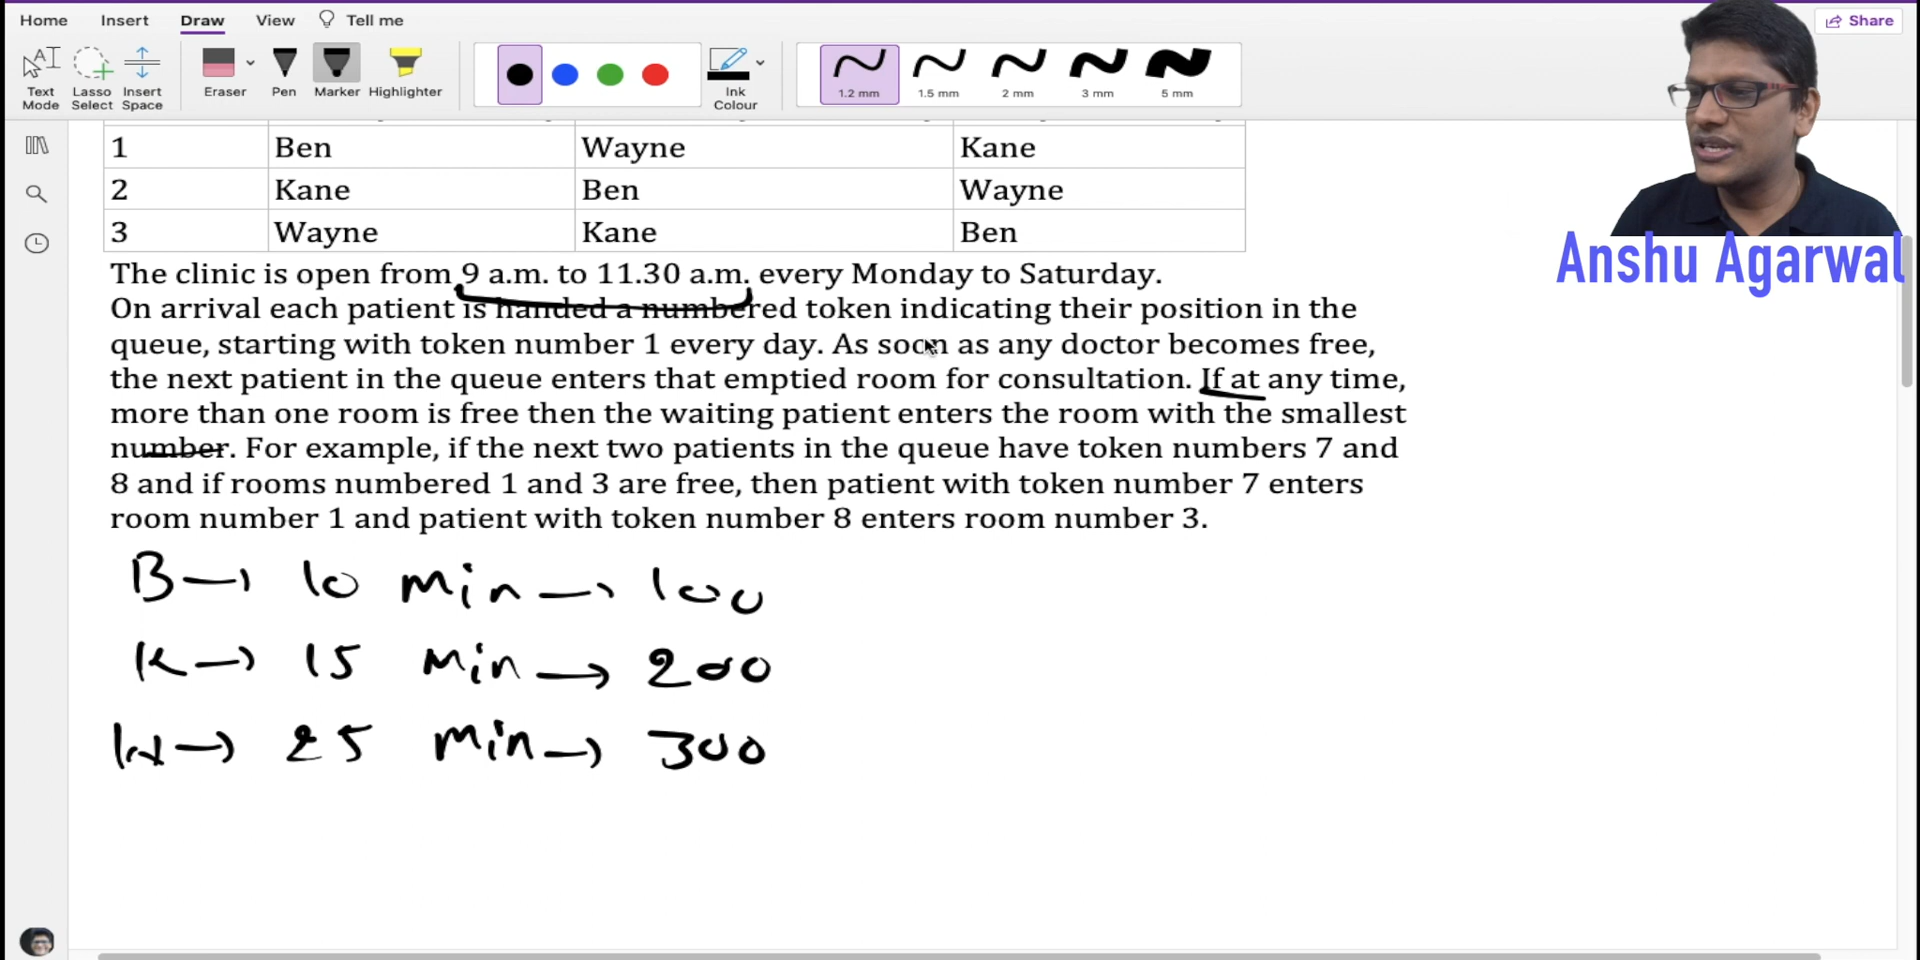 Home Insert Draw View Tell me Share
Text Mode Lasso Select Insert Space Eraser Pen Marker Highlighter Ink Colour 1.2 mm 1.5 mm 2 mm 3 mm 5 mm
1 Ben Wayne Kane
2 Kane Ben Wayne
3 Wayne Kane Ben
Anshu Agarwal
The clinic is open from 9 a.m. to 11.30 a.m. every Monday to Saturday.
On arrival each patient is handed a numbered token indicating their position in the
queue, starting with token number 1 every day. As soon as any doctor becomes free,
the next patient in the queue enters that emptied room for consultation. If at any time,
more than one room is free then the waiting patient enters the room with the smallest
number. For example, if the next two patients in the queue have token numbers 7 and
8 and if rooms numbered 1 and 3 are free, then patient with token number 7 enters
room number 1 and patient with token number 8 enters room number 3.
B → 10 min → 100
K → 15 min → 200
W → 25 min → 300